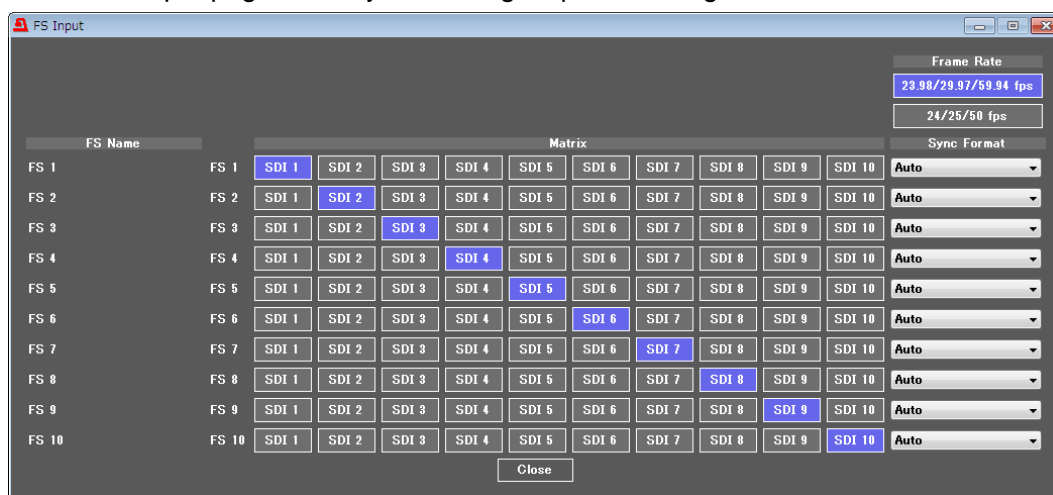 FS Input
Frame Rate
23.98/29.97/59.94 fps
24/25/50 fps
FS Name Matrix Sync Format
FS 1 FS 1 SDI 1 SDI 2 SDI 3 SDI 4 SDI 5 SDI 6 SDI 7 SDI 8 SDI 9 SDI 10 Auto
FS 2 FS 2 SDI 1 SDI 2 SDI 3 SDI 4 SDI 5 SDI 6 SDI 7 SDI 8 SDI 9 SDI 10 Auto
FS 3 FS 3 SDI 1 SDI 2 SDI 3 SDI 4 SDI 5 SDI 6 SDI 7 SDI 8 SDI 9 SDI 10 Auto
FS 4 FS 4 SDI 1 SDI 2 SDI 3 SDI 4 SDI 5 SDI 6 SDI 7 SDI 8 SDI 9 SDI 10 Auto
FS 5 FS 5 SDI 1 SDI 2 SDI 3 SDI 4 SDI 5 SDI 6 SDI 7 SDI 8 SDI 9 SDI 10 Auto
FS 6 FS 6 SDI 1 SDI 2 SDI 3 SDI 4 SDI 5 SDI 6 SDI 7 SDI 8 SDI 9 SDI 10 Auto
FS 7 FS 7 SDI 1 SDI 2 SDI 3 SDI 4 SDI 5 SDI 6 SDI 7 SDI 8 SDI 9 SDI 10 Auto
FS 8 FS 8 SDI 1 SDI 2 SDI 3 SDI 4 SDI 5 SDI 6 SDI 7 SDI 8 SDI 9 SDI 10 Auto
FS 9 FS 9 SDI 1 SDI 2 SDI 3 SDI 4 SDI 5 SDI 6 SDI 7 SDI 8 SDI 9 SDI 10 Auto
FS 10 FS 10 SDI 1 SDI 2 SDI 3 SDI 4 SDI 5 SDI 6 SDI 7 SDI 8 SDI 9 SDI 10 Auto
Close